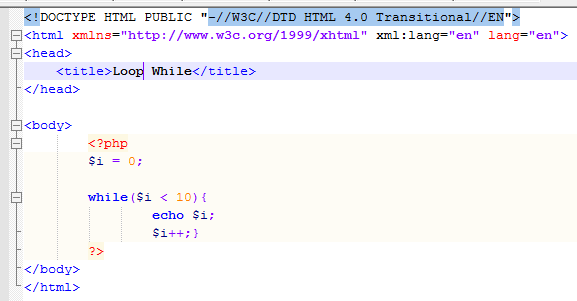 <!DOCTYPE HTML PUBLIC "-//W3C//DTD HTML 4.0 Transitional//EN">
<html xmlns="http://www.w3c.org/1999/xhtml" xml:lang="en" lang="en">
<head>
    <title>Loop While</title>
</head>

<body>
        <?php
        $i = 0;

        while($i < 10){
                echo $i;
                $i++;}
        ?>
</body>
</html>